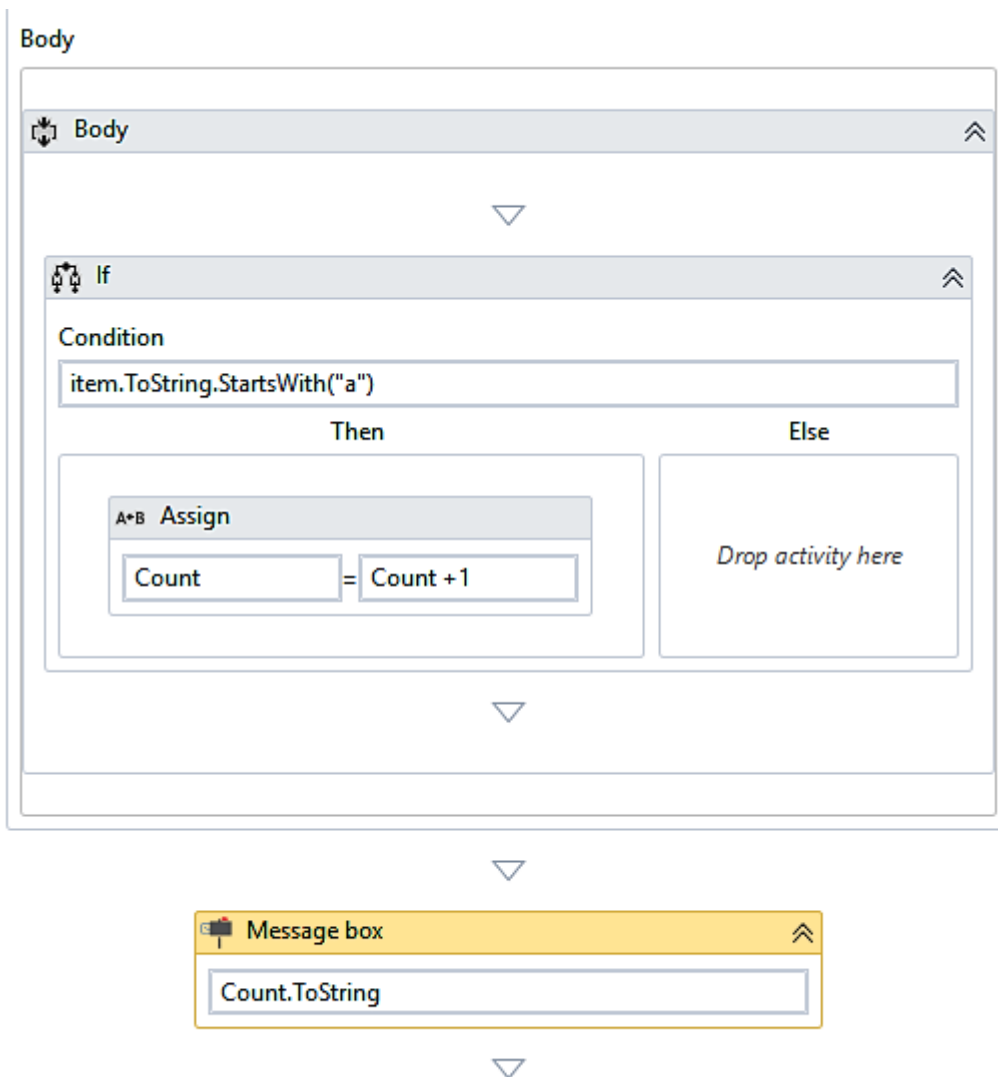 Body
Body
If
Condition
item.ToString.StartsWith("a")
Then Else
A+B Assign
Count = Count +1
Drop activity here
Message box
Count.ToString